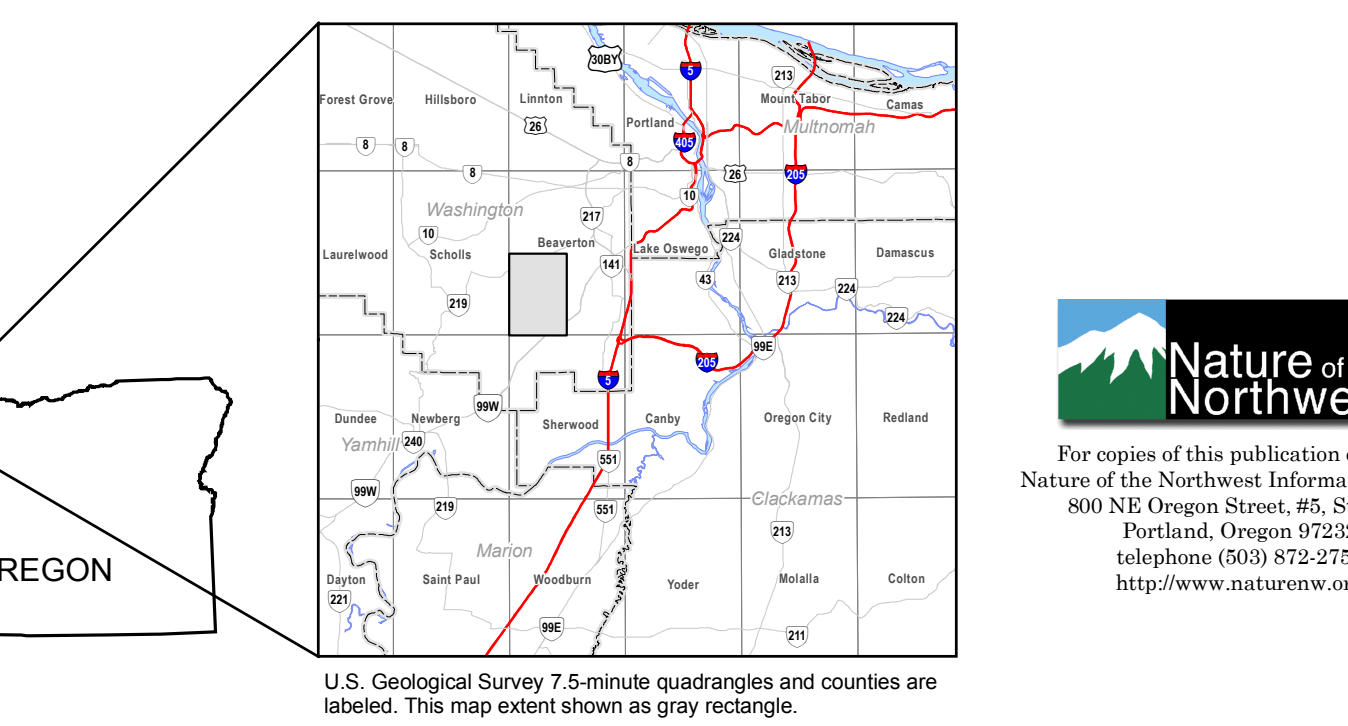 30BY
5
213
Forest Grove Hillsboro Linnton Mount Tabor Camas
26 Portland Multnomah
8 8 405
8
8 26 205
10
Washington 217
10 Beaverton 224
Laurelwood Scholls Lake Oswego Gladstone Damascus
141 43 213 224
219 224
99E
205
5
99W
Dundee Newberg Sherwood Canby Oregon City Redland
Yamhill 240
551
99W 219 551 Clackamas
213
Marion
Dayton Saint Paul Woodburn Yoder Molalla Colton
221
99E 211
REGON
U.S. Geological Survey 7.5-minute quadrangles and counties are
labeled. This map extent shown as gray rectangle.
Nature of
Northwe
For copies of this publication
Nature of the Northwest Informa
800 NE Oregon Street, #5, S
Portland, Oregon 97232
telephone (503) 872-275
http://www.naturenw.or